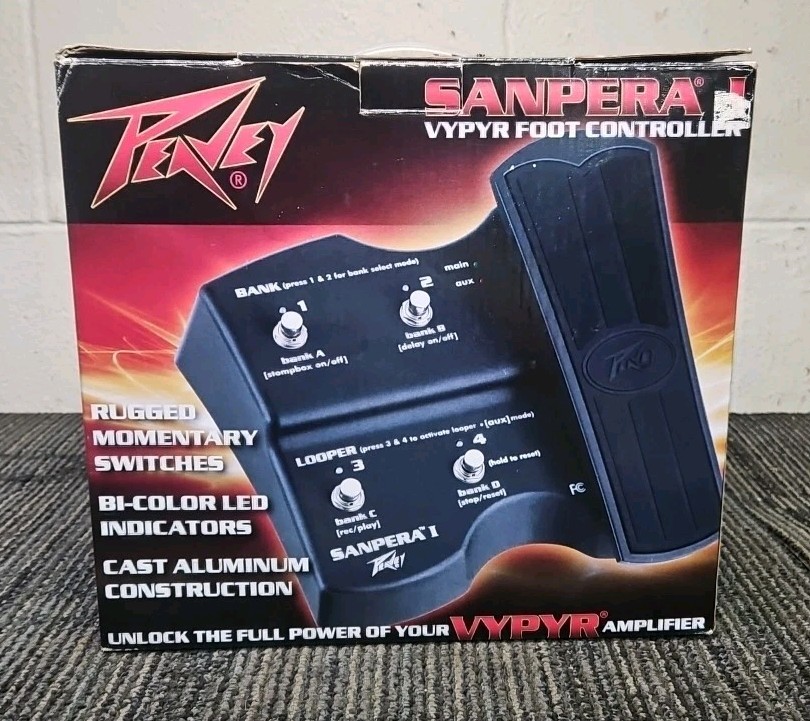 PEAVEY®
SANPERA® I
VYPYR FOOT CONTROLLER
BANK (press 1 & 2 for bank select mode)
main
aux
1
2
bank A
[stompbox on/off]
bank B
[delay on/off]
PEAVEY
RUGGED
MOMENTARY
SWITCHES
BI-COLOR LED
INDICATORS
CAST ALUMINUM
CONSTRUCTION
LOOPER (press 3 & 4 to activate looper • [aux] mode)
3
4
(hold to reset)
bank C
[rec/play]
bank D
[stop/reset]
FC
SANPERA™ I
PEAVEY
UNLOCK THE FULL POWER OF YOUR VYPYR® AMPLIFIER